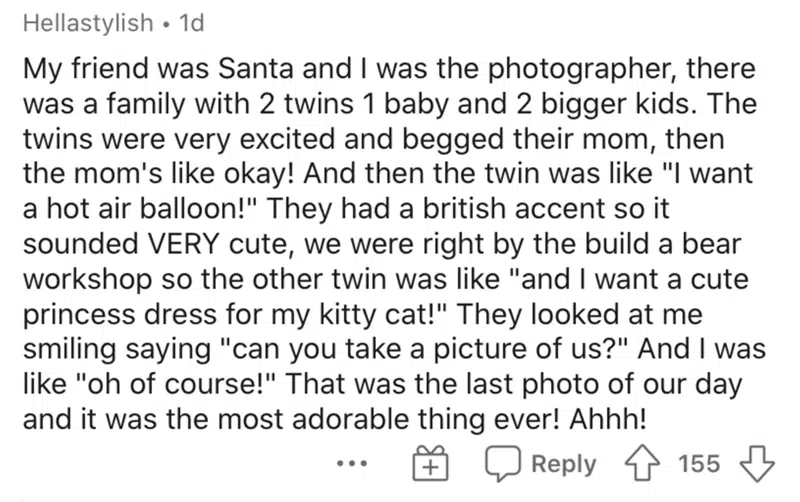 Hellastylish • 1d
My friend was Santa and I was the photographer, there
was a family with 2 twins 1 baby and 2 bigger kids. The
twins were very excited and begged their mom, then
the mom's like okay! And then the twin was like "I want
a hot air balloon!" They had a british accent so it
sounded VERY cute, we were right by the build a bear
workshop so the other twin was like "and I want a cute
princess dress for my kitty cat!" They looked at me
smiling saying "can you take a picture of us?" And I was
like "oh of course!" That was the last photo of our day
and it was the most adorable thing ever! Ahhh!
Reply 155